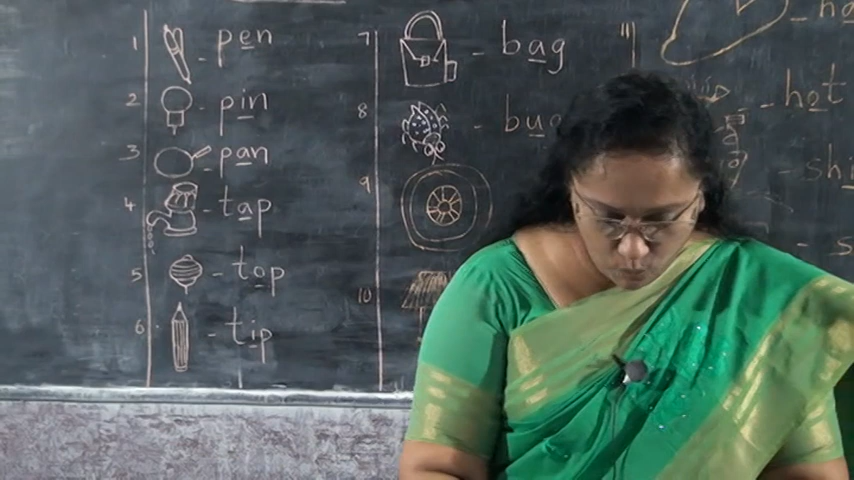 1 - pen
2 - pin
3 - pan
4 - tap
5 - top
6 - tip
7 - bag
8 - bug
9
10
11 -
- hot